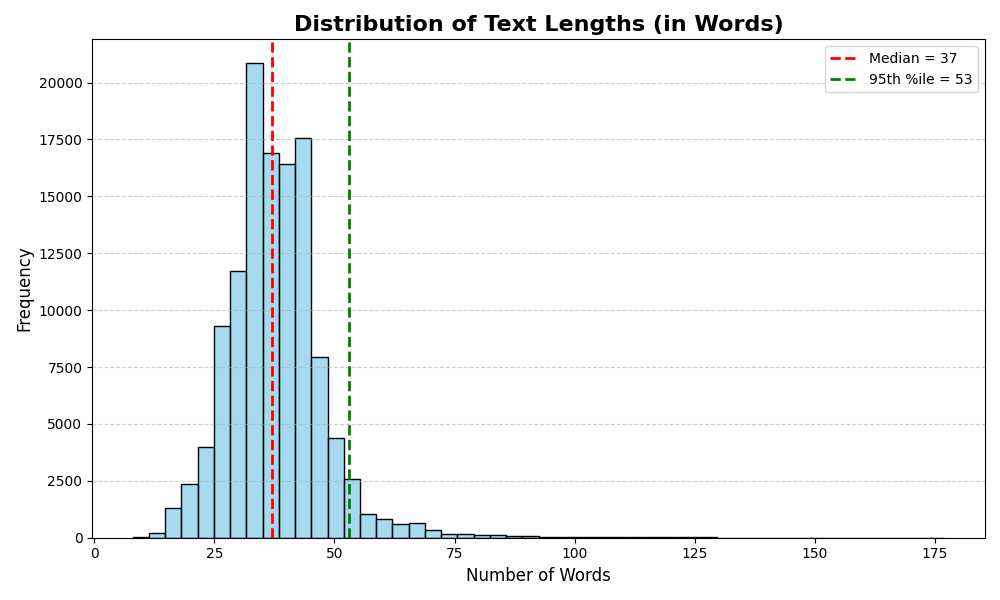 Distribution of Text Lengths (in Words)
Median = 37
95th %ile = 53
Frequency
20000
17500
15000
12500
10000
7500
5000
2500
0
0 25 50 75 100 125 150 175
Number of Words